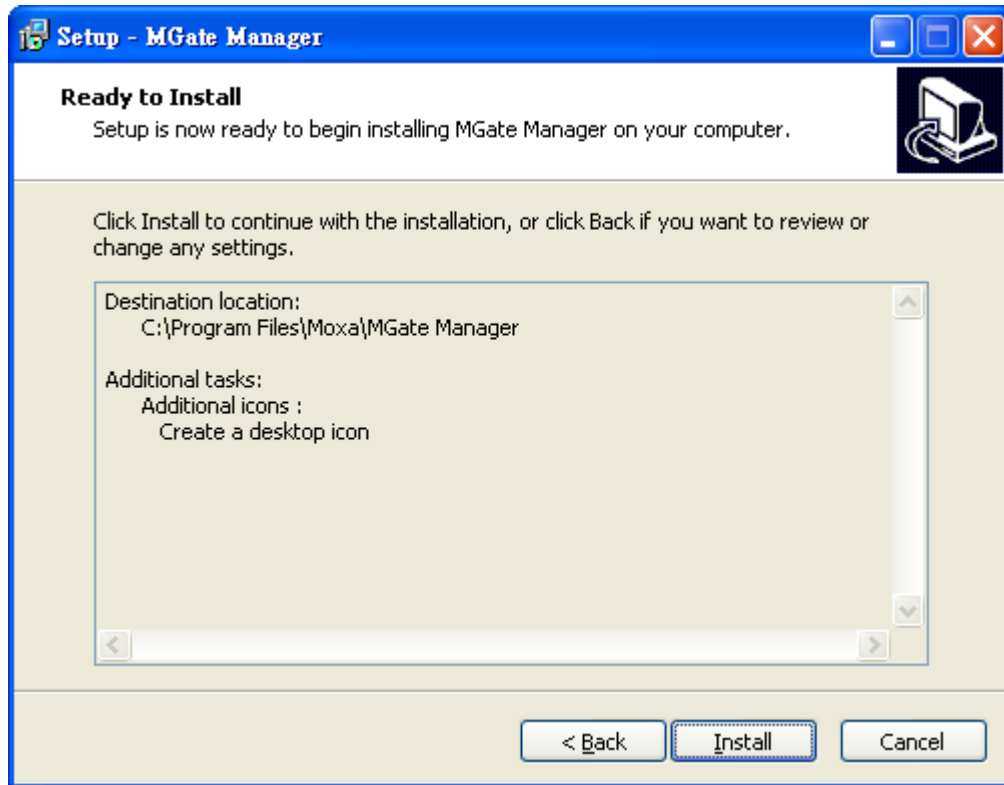 Setup - MGate Manager
Ready to Install
Setup is now ready to begin installing MGate Manager on your computer.
Click Install to continue with the installation, or click Back if you want to review or
change any settings.
Destination location:
C:\Program Files\Moxa\MGate Manager
Additional tasks:
Additional icons :
Create a desktop icon
< Back
Install
Cancel